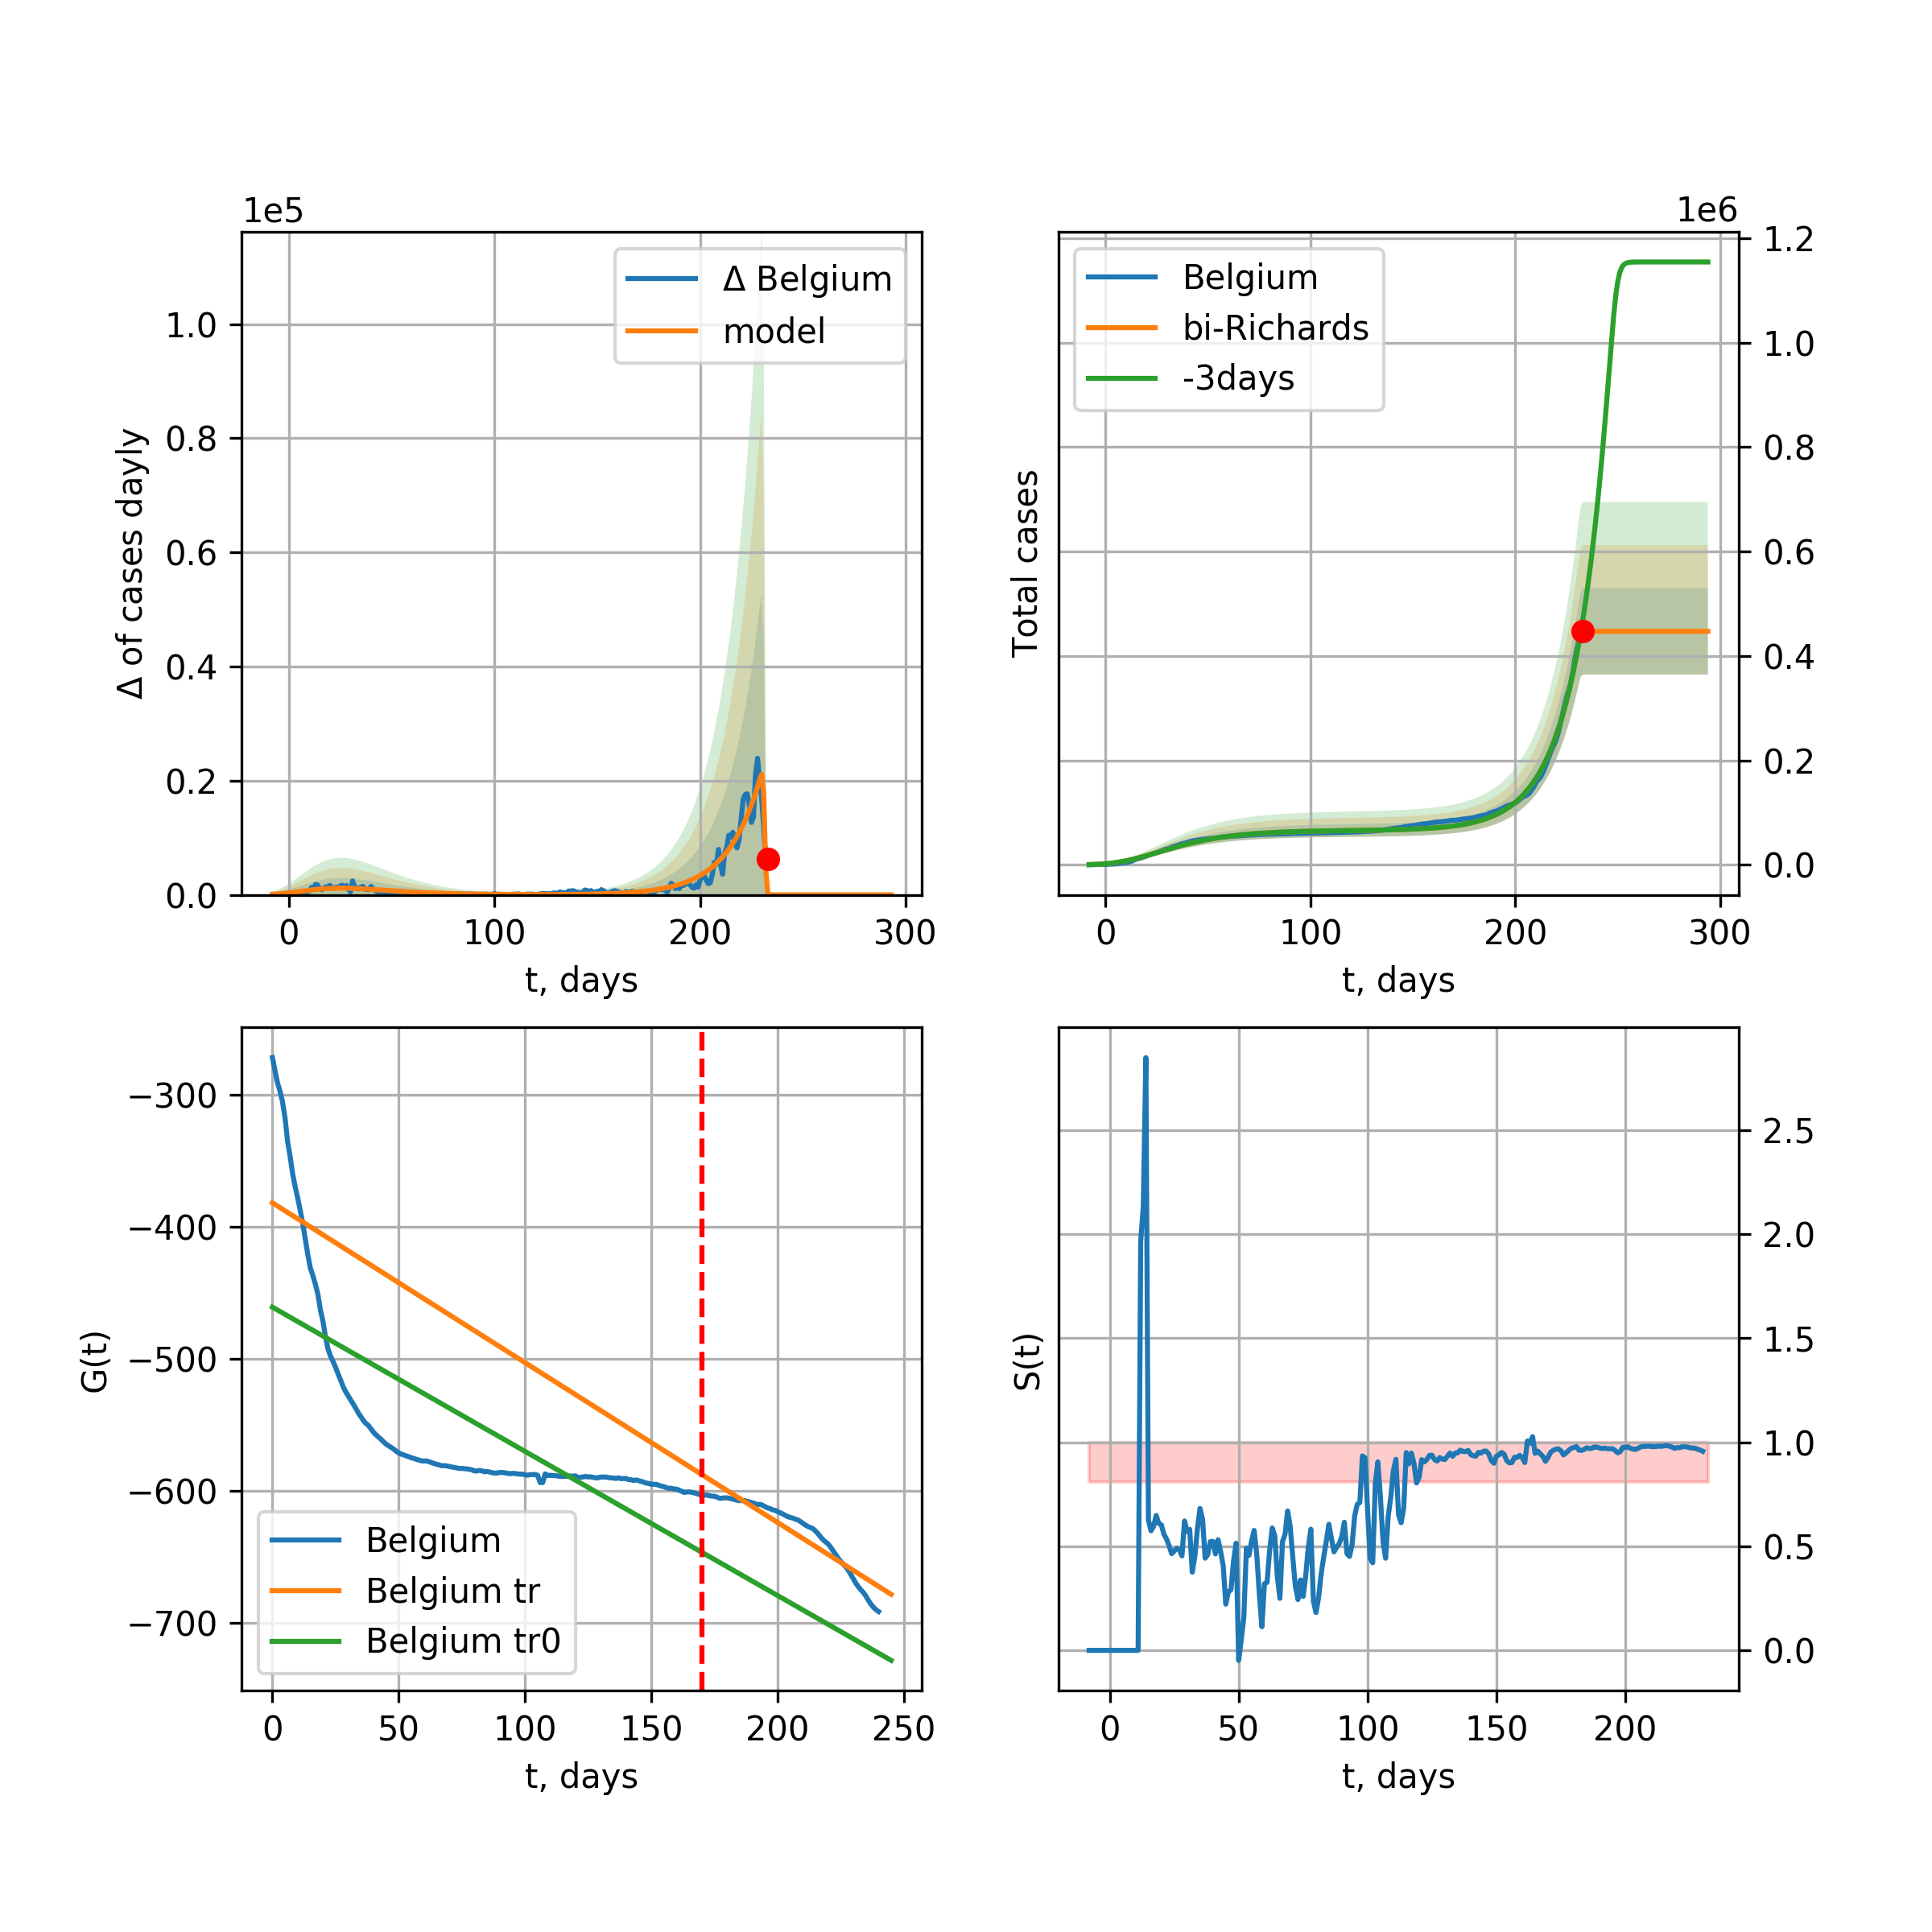 1e5
Δ Belgium
model
1.0
0.8
0.6
0.4
0.2
0.0
Δ of cases dayly
0 100 200 300
t, days
1e6
Belgium
bi-Richards
-3days
1.2
1.0
0.8
0.6
0.4
0.2
0.0
Total cases
0 100 200 300
t, days
−300
−400
−500
−600
−700
G(t)
Belgium
Belgium tr
Belgium tr0
0 50 100 150 200 250
t, days
2.5
2.0
1.5
1.0
0.5
0.0
S(t)
0 50 100 150 200
t, days